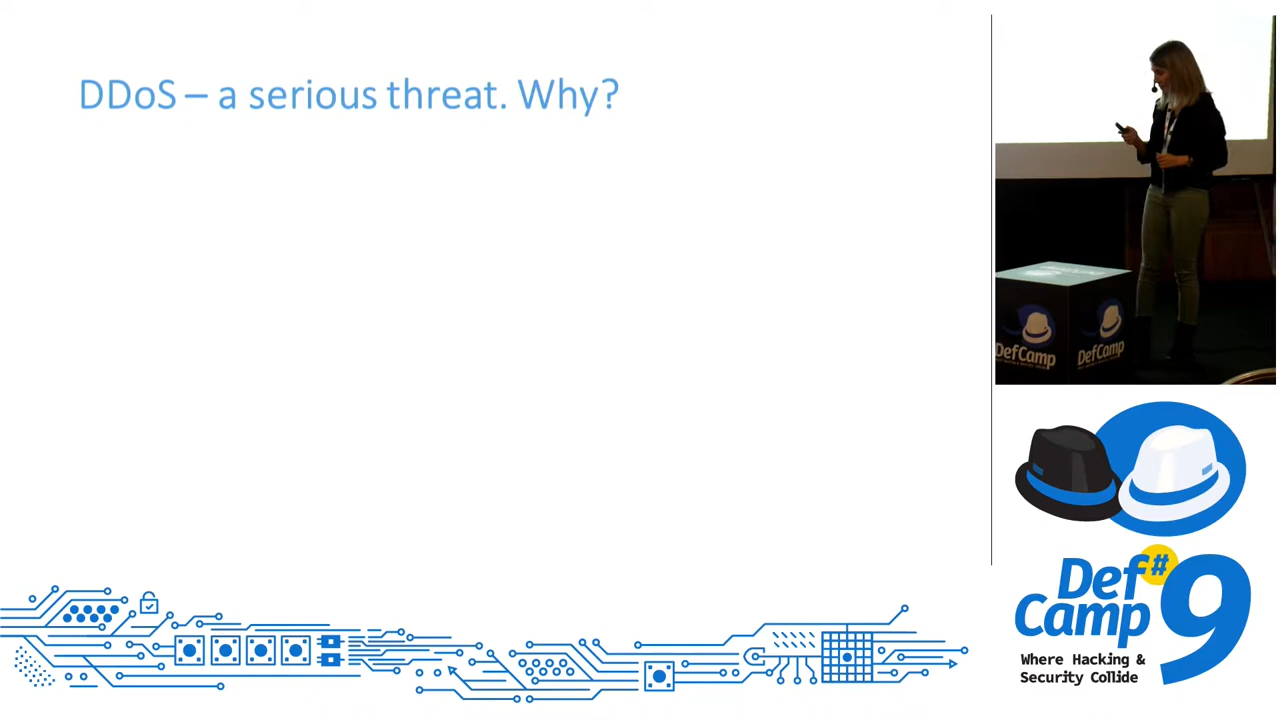 DDoS – a serious threat. Why?
DefCamp
DefCamp
Def #
Camp 9
Where Hacking &
Security Collide